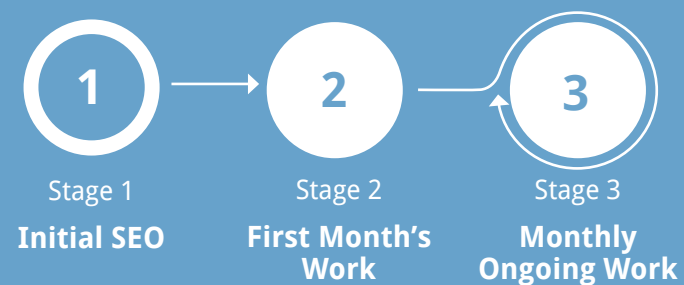 1
2
3
Stage 1
Stage 2
Stage 3
Initial SEO
First Month’s
Work
Monthly
Ongoing Work